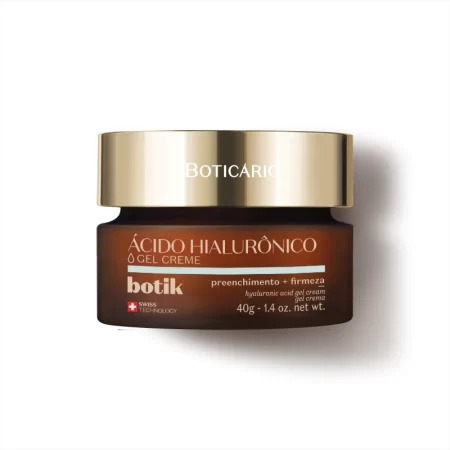 BOTICÁRIO
ÁCIDO HIALURÔNICO
GEL CREME
botik
preenchimento + firmeza
hyaluronic acid gel cream
gel crema
SWISS
TECHNOLOGY
40g - 1.4 oz. net wt.